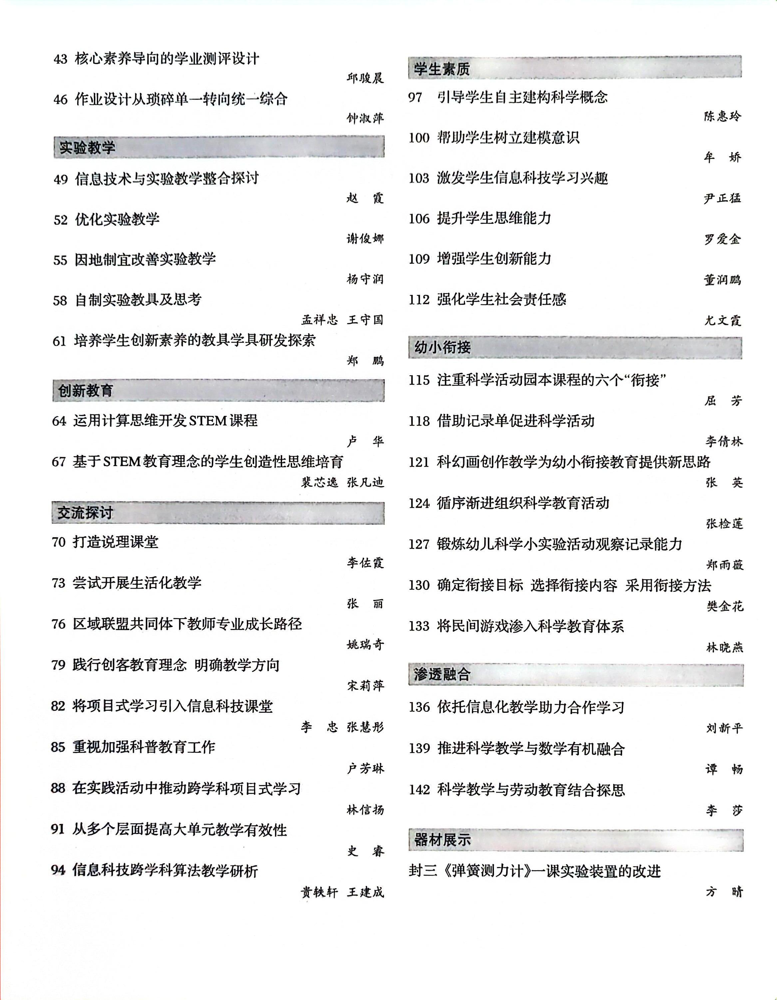 43 核心素养导向的学业测评设计
邱骏晨
46 作业设计从琐碎单一转向统一综合
钟淑萍
实验教学
49 信息技术与实验教学整合探讨
赵 霞
52 优化实验教学
谢俊娜
55 因地制宜改善实验教学
杨守润
58 自制实验教具及思考
孟祥忠 王守国
61 培养学生创新素养的教具学具研发探索
郑 鹏
创新教育
64 运用计算思维开发STEM课程
卢 华
67 基于STEM教育理念的学生创造性思维培育
裴芯逸 张凡迪
交流探讨
70 打造说理课堂
李佐霞
73 尝试开展生活化教学
张 丽
76 区域联盟共同体下教师专业成长路径
姚瑞奇
79 践行创客教育理念 明确教学方向
宋莉萍
82 将项目式学习引入信息科技课堂
李 忠 张慧彤
85 重视加强科普教育工作
户芳琳
88 在实践活动中推动跨学科项目式学习
林信扬
91 从多个层面提高大单元教学有效性
史 睿
94 信息科技跨学科算法教学研析
贵轶轩 王建成
学生素质
97 引导学生自主建构科学概念
陈惠玲
100 帮助学生树立建模意识
牟 娇
103 激发学生信息科技学习兴趣
尹正猛
106 提升学生思维能力
罗爱金
109 增强学生创新能力
董润鹏
112 强化学生社会责任感
尤文霞
幼小衔接
115 注重科学活动园本课程的六个“衔接”
屈 芳
118 借助记录单促进科学活动
李倩林
121 科幻画创作教学为幼小衔接教育提供新思路
张 英
124 循序渐进组织科学教育活动
张检莲
127 锻炼幼儿科学小实验活动观察记录能力
郑雨薇
130 确定衔接目标 选择衔接内容 采用衔接方法
樊金花
133 将民间游戏渗入科学教育体系
林晓燕
渗透融合
136 依托信息化教学助力合作学习
刘新平
139 推进科学教学与数学有机融合
谭 畅
142 科学教学与劳动教育结合探思
李 莎
器材展示
封三《弹簧测力计》一课实验装置的改进
方 晴